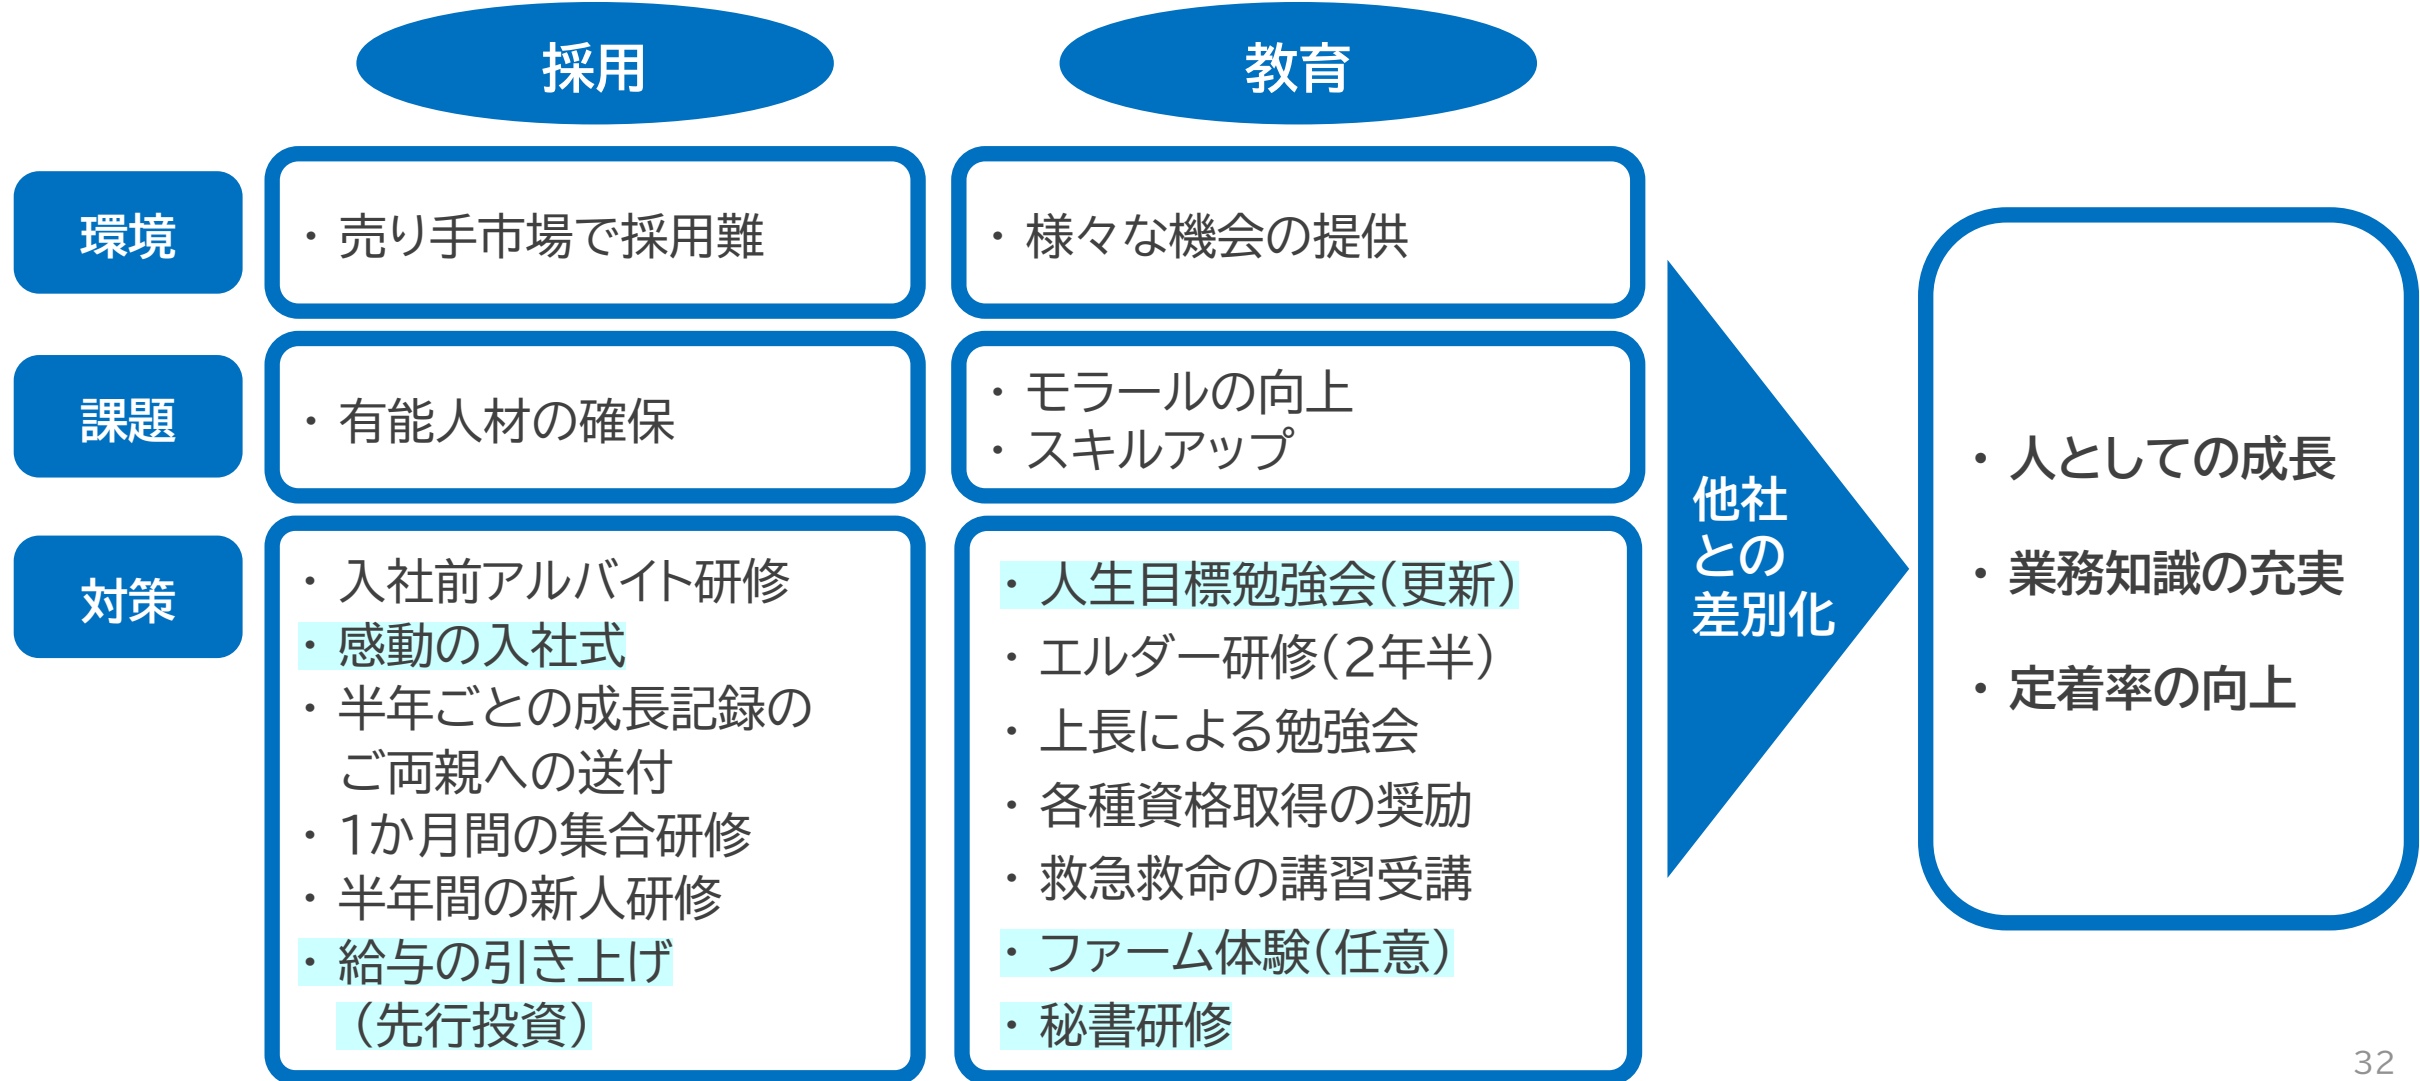 採用
教育
環境
・売り手市場で採用難
・様々な機会の提供
課題
・有能人材の確保
・モラールの向上
・スキルアップ
対策
・入社前アルバイト研修
・感動の入社式
・半年ごとの成長記録の
ご両親への送付
・1か月間の集合研修
・半年間の新人研修
・給与の引き上げ
（先行投資）
・人生目標勉強会（更新）
・エルダー研修（2年半）
・上長による勉強会
・各種資格取得の奨励
・救急救命の講習受講
・ファーム体験（任意）
・秘書研修
他社
との
差別化
・人としての成長
・業務知識の充実
・定着率の向上
32